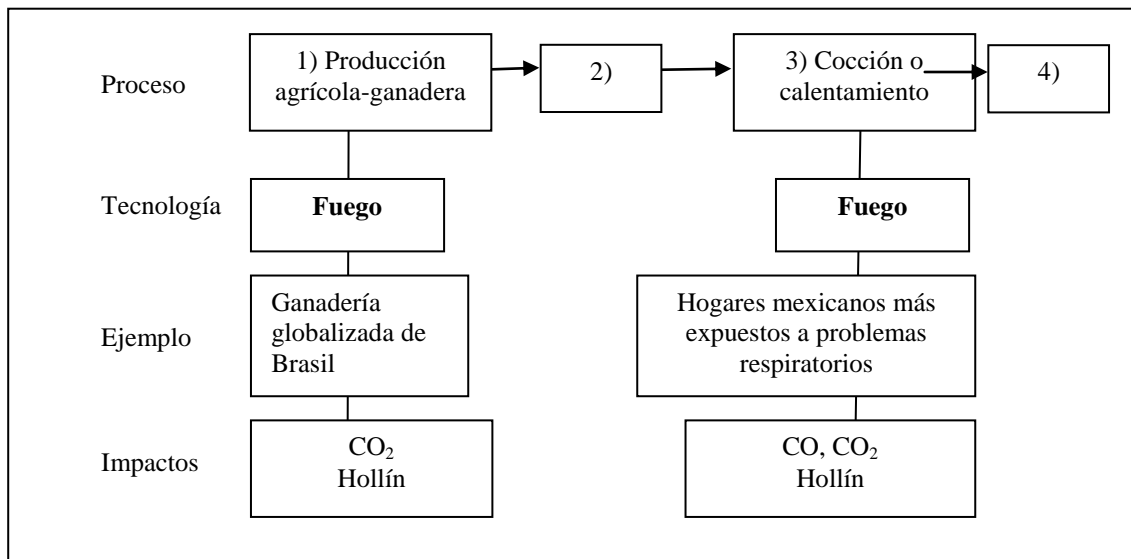 Proceso
1) Producción
agrícola-ganadera
2)
3) Cocción o
calentamiento
4)
Tecnología
Fuego
Fuego
Ejemplo
Ganadería
globalizada de
Brasil
Hogares mexicanos más
expuestos a problemas
respiratorios
Impactos
CO₂
Hollín
CO, CO₂
Hollín